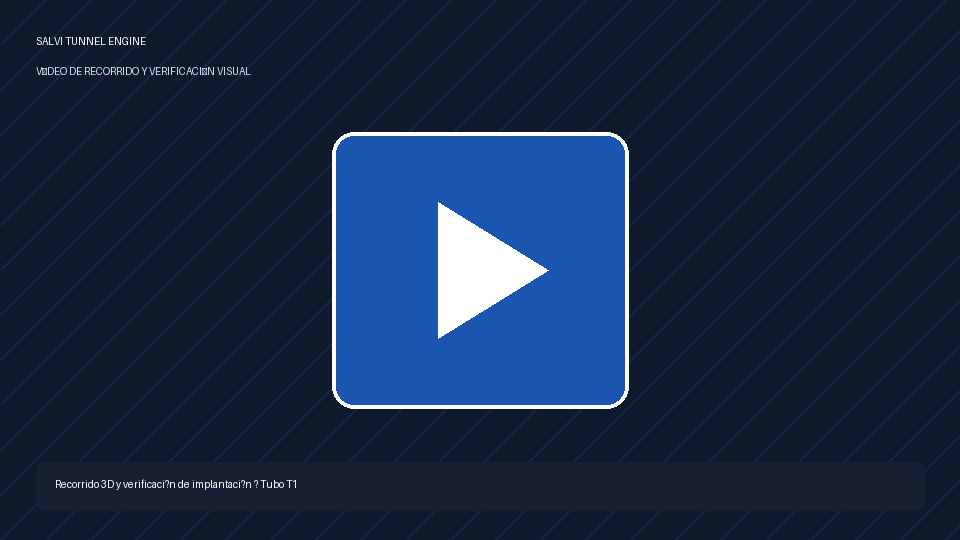 SALVI TUNNEL ENGINE
V□DEO DE RECORRIDO Y VERIFICACI□N VISUAL
Recorrido 3D y verificaci?n de implantaci?n ? Tubo T1